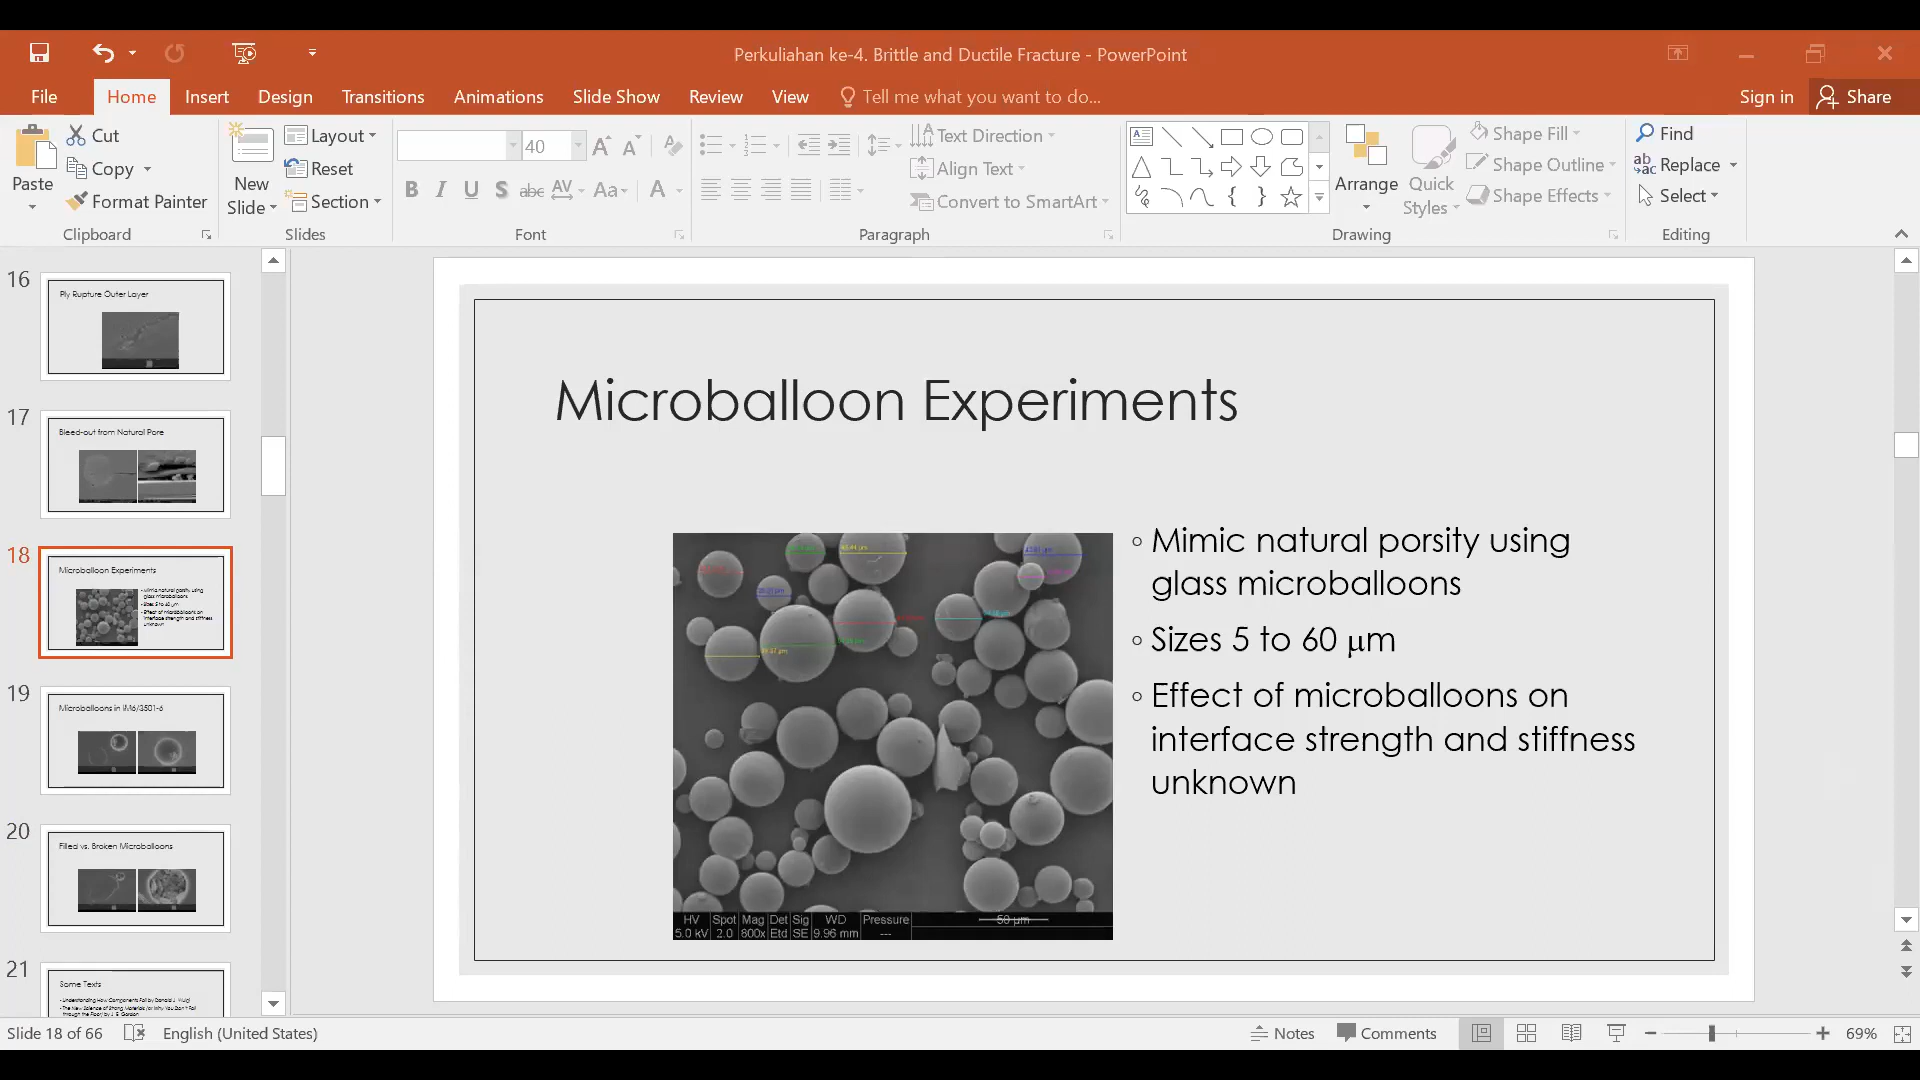 Perkuliahan ke-4. Brittle and Ductile Fracture - PowerPoint
File Home Insert Design Transitions Animations Slide Show Review View Tell me what you want to do... Sign in Share
Paste
Cut
Copy
Format Painter
Clipboard
New
Slide
Layout
Reset
Section
Slides
40
B I U S abc AV Aa A
Font
Text Direction
Align Text
Convert to SmartArt
Paragraph
Arrange
Quick
Styles
Shape Fill
Shape Outline
Shape Effects
Drawing
Find
Replace
Select
Editing
16
Ply Rupture Outer Layer
17
Bleed-out from Natural Pore
18
Microballoon Experiments
Mimic natural porsity using
glass microballoons
Sizes 5 to 60 μm
Effect of microballoons on
interface strength and stiffness
unknown
19
Microballoons in IM6/3501-6
20
Filled vs. Broken Microballoons
21
Some Texts
Microballoon Experiments
Mimic natural porsity using
glass microballoons
Sizes 5 to 60 μm
Effect of microballoons on
interface strength and stiffness
unknown
HV Spot Mag Det Sig WD Pressure 50 μm
5.0 kV 2.0 800x Etd SE 9.96 mm ---
Slide 18 of 66 English (United States) Notes Comments 69%